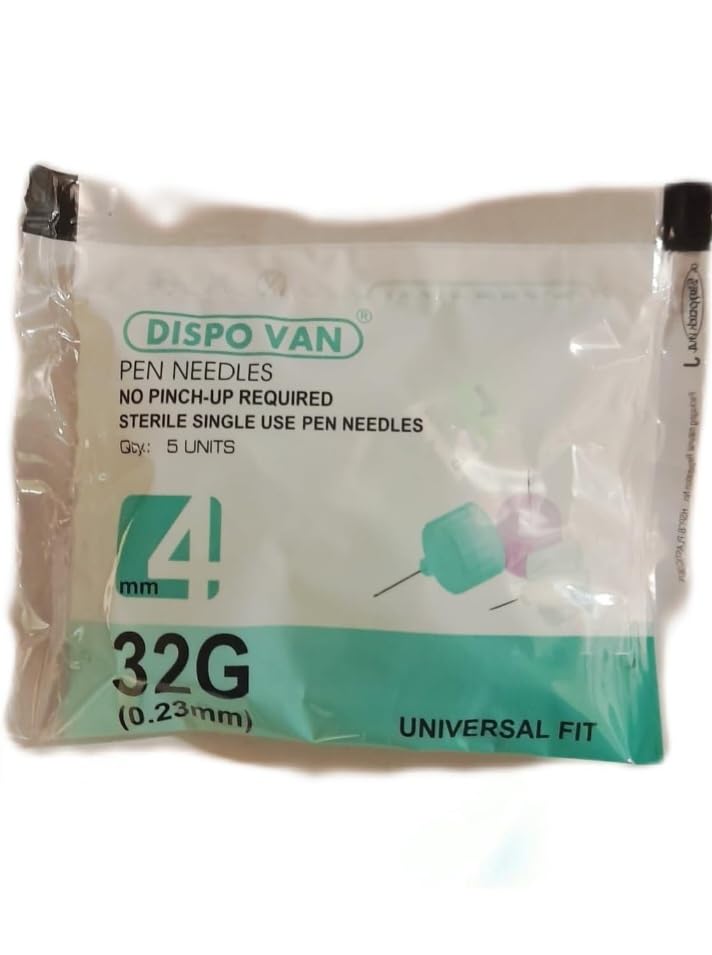 DISPO VAN®
PEN NEEDLES
NO PINCH-UP REQUIRED
STERILE SINGLE USE PEN NEEDLES
Qty.: 5 UNITS
4
mm
32G
(0.23mm)
UNIVERSAL FIT